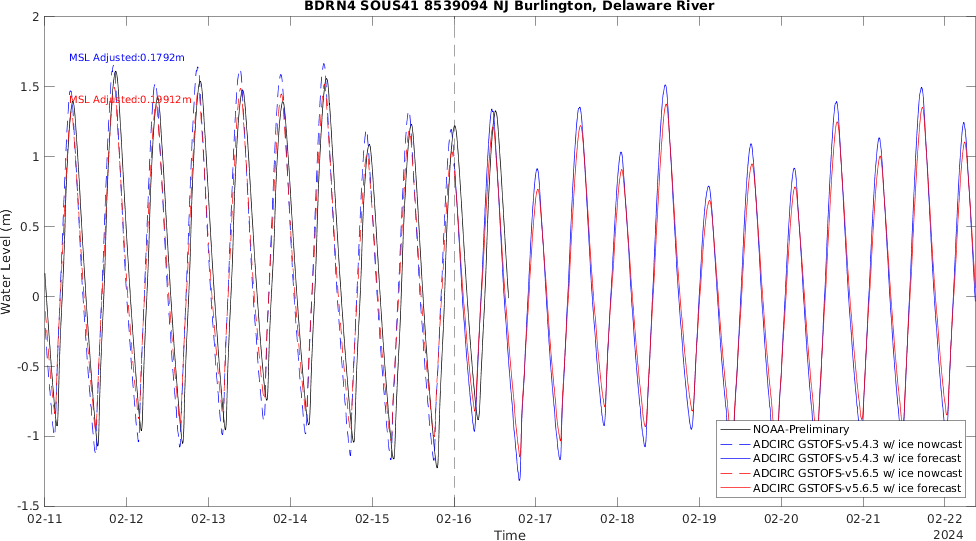 BDRN4 SOUS41 8539094 NJ Burlington, Delaware River
MSL Adjusted:0.1792m
MSL Adjusted:0.19912m
Water Level (m)
2
1.5
1
0.5
0
-0.5
-1
-1.5
NOAA-Preliminary
ADCIRC GSTOFS-v5.4.3 w/ ice nowcast
ADCIRC GSTOFS-v5.4.3 w/ ice forecast
ADCIRC GSTOFS-v5.6.5 w/ ice nowcast
ADCIRC GSTOFS-v5.6.5 w/ ice forecast
02-11 02-12 02-13 02-14 02-15 02-16 02-17 02-18 02-19 02-20 02-21 02-22
2024
Time